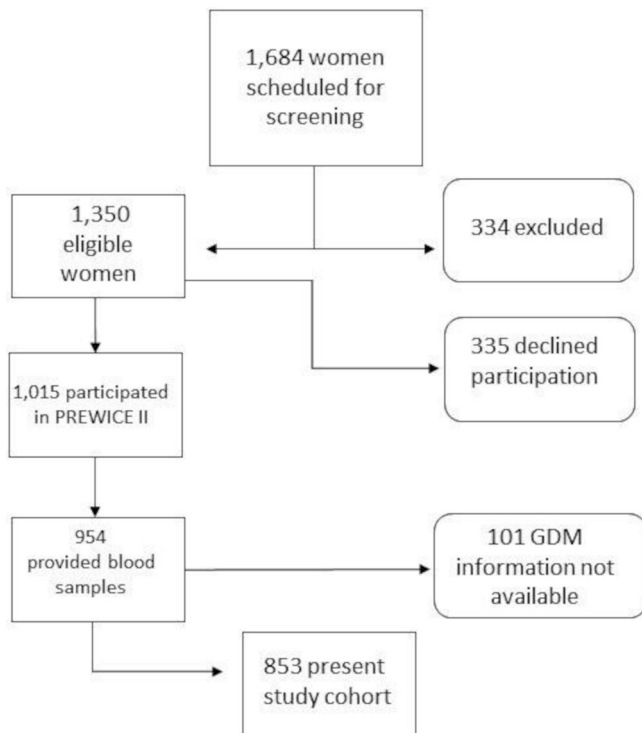 1,684 women
scheduled for
screening
1,350
eligible
women
334 excluded
335 declined
participation
1,015 participated
in PREWICE II
954
provided blood
samples
101 GDM
information not
available
853 present
study cohort